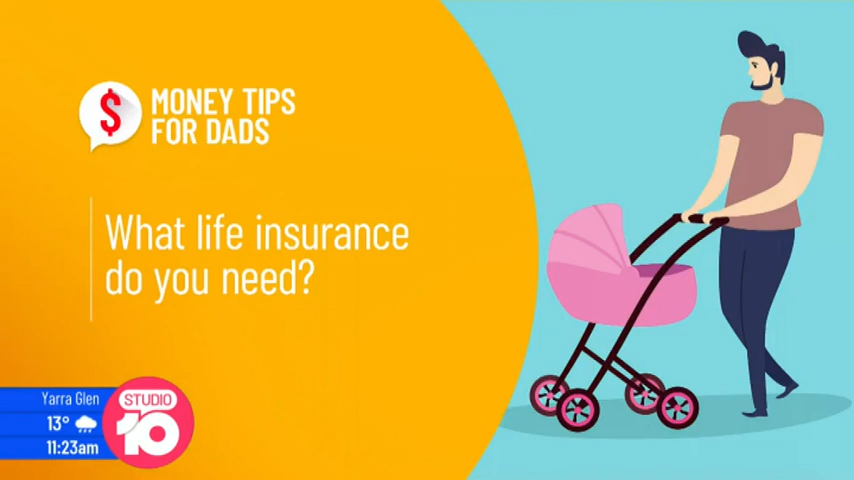 $
MONEY TIPS
FOR DADS
What life insurance
do you need?
Yarra Glen
13°
11:23am
STUDIO
10